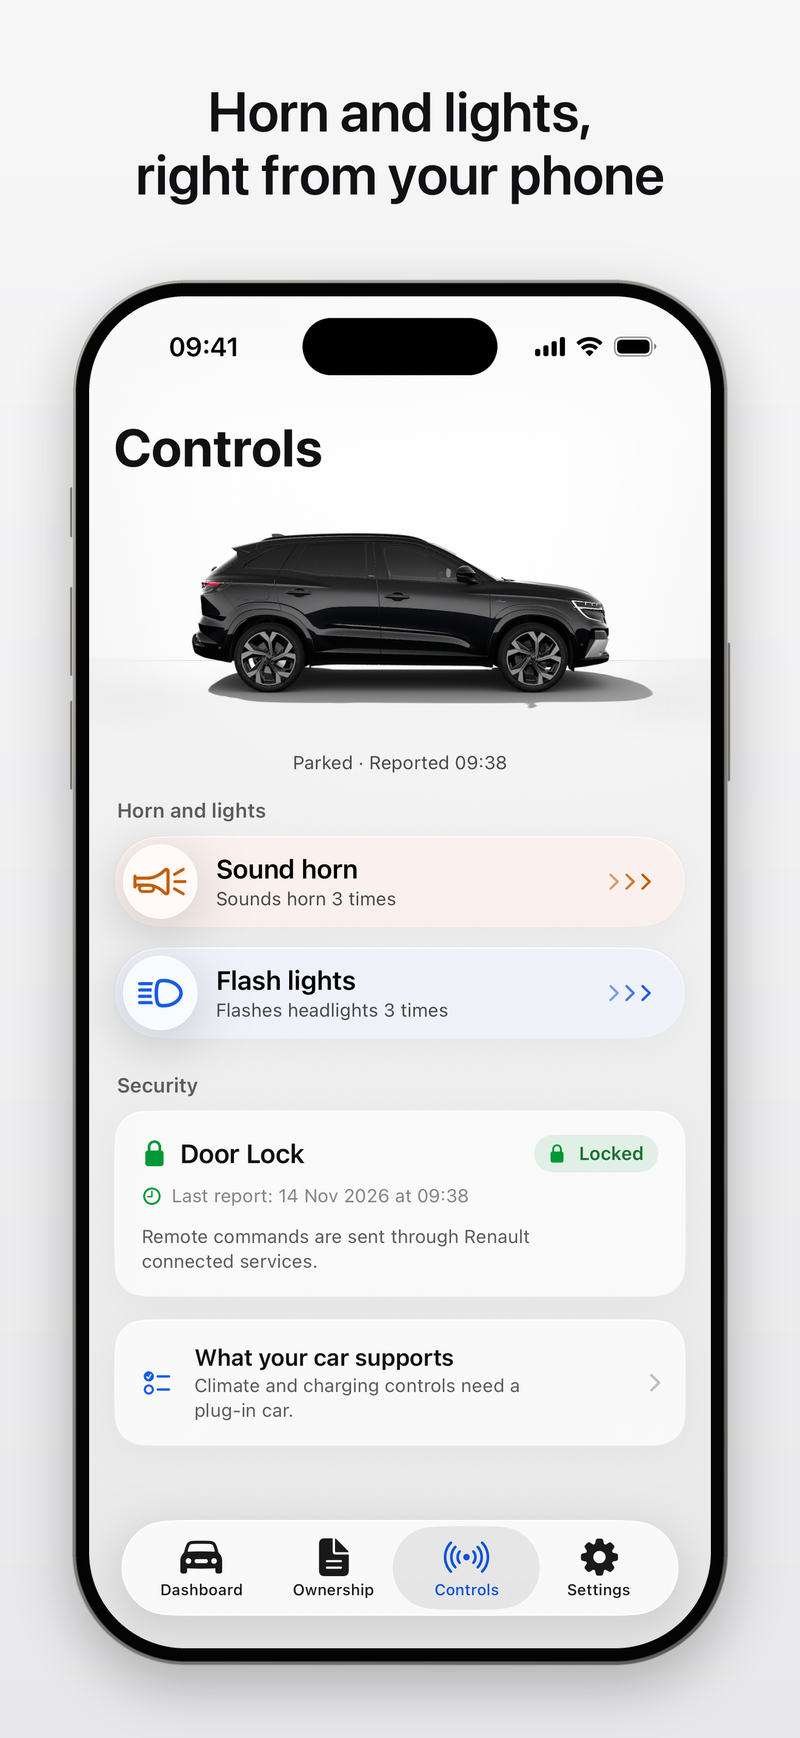 Horn and lights,
right from your phone
09:41
Controls
Parked · Reported 09:38
Horn and lights
Sound horn
Sounds horn 3 times
Flash lights
Flashes headlights 3 times
Security
Door Lock
Locked
Last report: 14 Nov 2026 at 09:38
Remote commands are sent through Renault
connected services.
What your car supports
Climate and charging controls need a
plug-in car.
Dashboard
Ownership
Controls
Settings